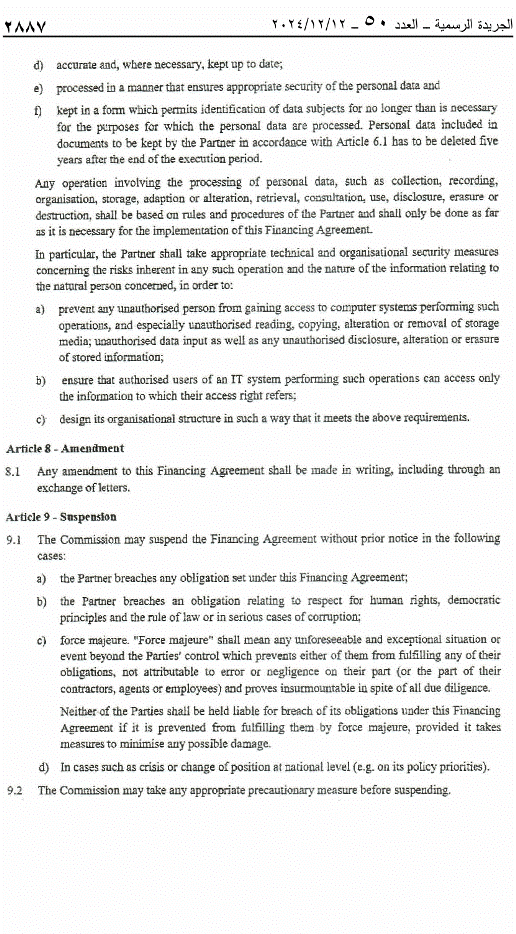 الجريدة الرسمية ــ العدد ٥٠ ــ ٢٠٢٤/١٢/١٢
٢٨٨٧
d) accurate and, where necessary, kept up to date;
e) processed in a manner that ensures appropriate security of the personal data and
f) kept in a form which permits identification of data subjects for no longer than is necessary
for the purposes for which the personal data are processed. Personal data included in
documents to be kept by the Partner in accordance with Article 6.1 has to be deleted five
years after the end of the execution period.
Any operation involving the processing of personal data, such as collection, recording,
organisation, storage, adaption or alteration, retrieval, consultation, use, disclosure, erasure or
destruction, shall be based on rules and procedures of the Partner and shall only be done as far
as it is necessary for the implementation of this Financing Agreement.
In particular, the Partner shall take appropriate technical and organisational security measures
concerning the risks inherent in any such operation and the nature of the information relating to
the natural person concerned, in order to:
a) prevent any unauthorised person from gaining access to computer systems performing such
operations, and especially unauthorised reading, copying, alteration or removal of storage
media; unauthorised data input as well as any unauthorised disclosure, alteration or erasure
of stored information;
b) ensure that authorised users of an IT system performing such operations can access only
the information to which their access right refers;
c) design its organisational structure in such a way that it meets the above requirements.
Article 8 - Amendment
8.1 Any amendment to this Financing Agreement shall be made in writing, including through an
exchange of letters.
Article 9 - Suspension
9.1 The Commission may suspend the Financing Agreement without prior notice in the following
cases:
a) the Partner breaches any obligation set under this Financing Agreement;
b) the Partner breaches an obligation relating to respect for human rights, democratic
principles and the rule of law or in serious cases of corruption;
c) force majeure. "Force majeure" shall mean any unforeseeable and exceptional situation or
event beyond the Parties' control which prevents either of them from fulfilling any of their
obligations, not attributable to error or negligence on their part (or the part of their
contractors, agents or employees) and proves insurmountable in spite of all due diligence.
Neither of the Parties shall be held liable for breach of its obligations under this Financing
Agreement if it is prevented from fulfilling them by force majeure, provided it takes
measures to minimise any possible damage.
d) In cases such as crisis or change of position at national level (e.g. on its policy priorities).
9.2 The Commission may take any appropriate precautionary measure before suspending.